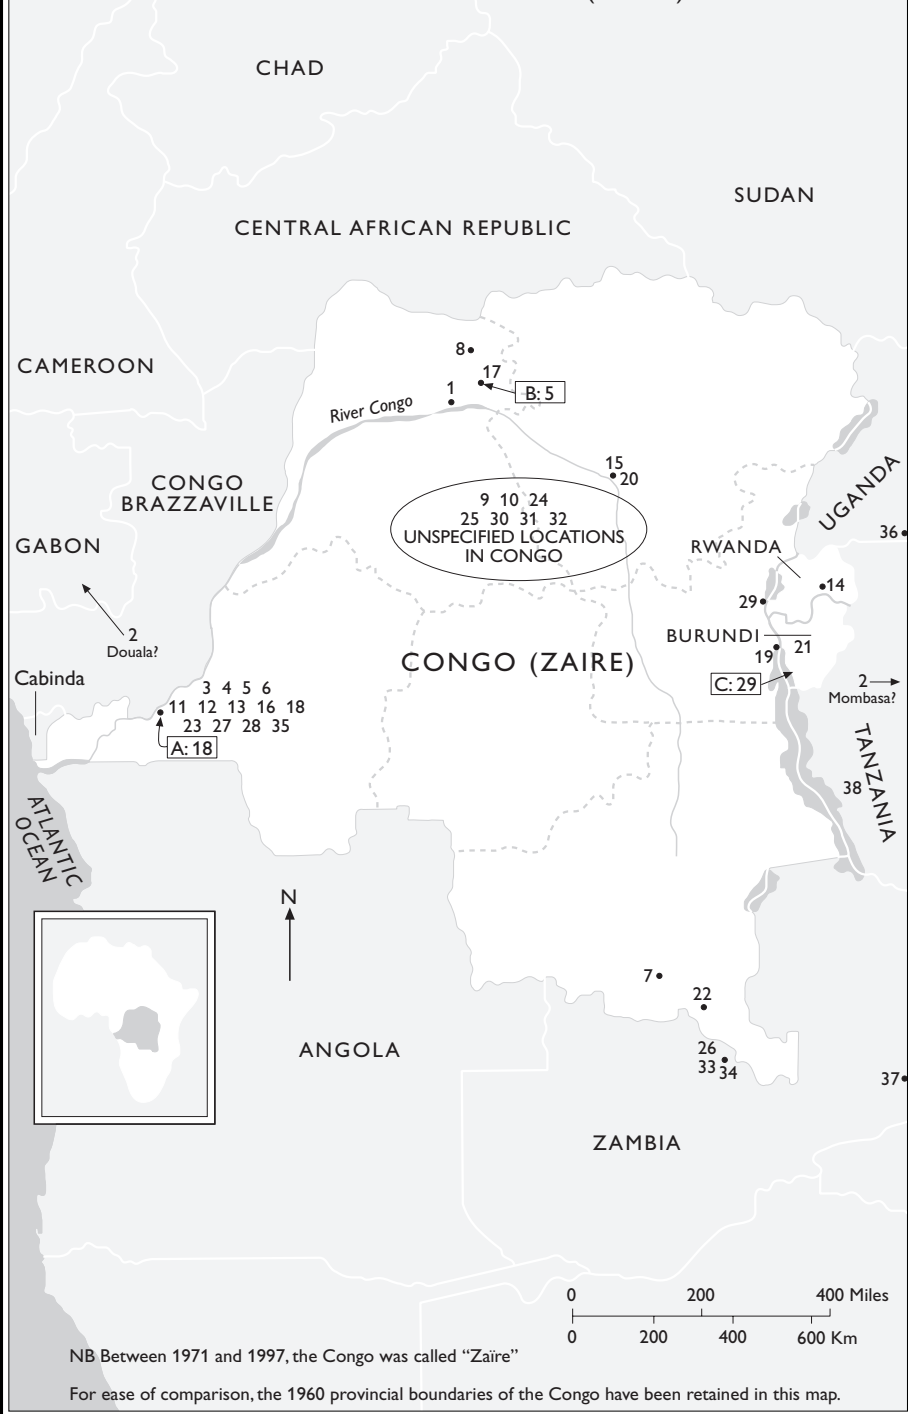 CHAD
SUDAN
CENTRAL AFRICAN REPUBLIC
8
CAMEROON
17
1
B: 5
River Congo
15
20
UGANDA
CONGO
BRAZZAVILLE
9 10 24
25 30 31 32
UNSPECIFIED LOCATIONS
IN CONGO
36
GABON
RWANDA
14
29
2
Douala?
BURUNDI
21
19
CONGO (ZAIRE)
Cabinda
C: 29
2
Mombasa?
3 4 5 6
11 12 13 16 18
23 27 28 35
A: 18
TANZANIA
38
ATLANTIC
OCEAN
N
7
22
ANGOLA
26
33 34
37
ZAMBIA
0 200 400 Miles
0 200 400 600 Km
NB Between 1971 and 1997, the Congo was called “Zaïre”
For ease of comparison, the 1960 provincial boundaries of the Congo have been retained in this map.